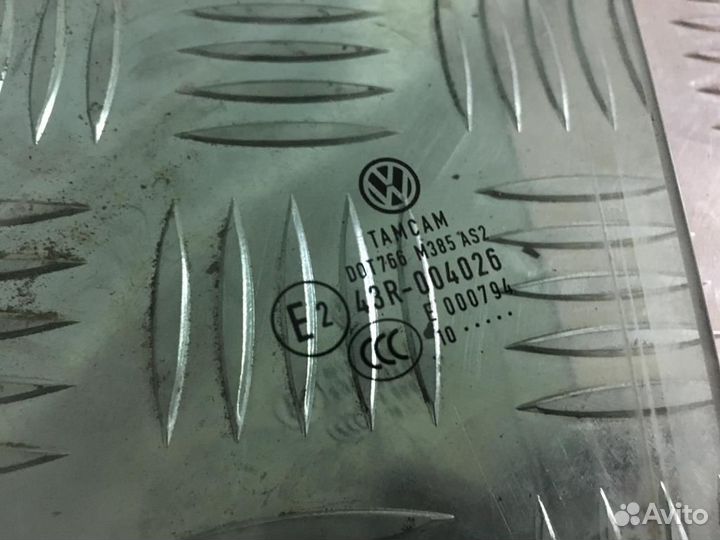 TAMCAM
DOT766 M385 AS2
43R-004026
E2
E 000794
CCC
10 .....
Avito